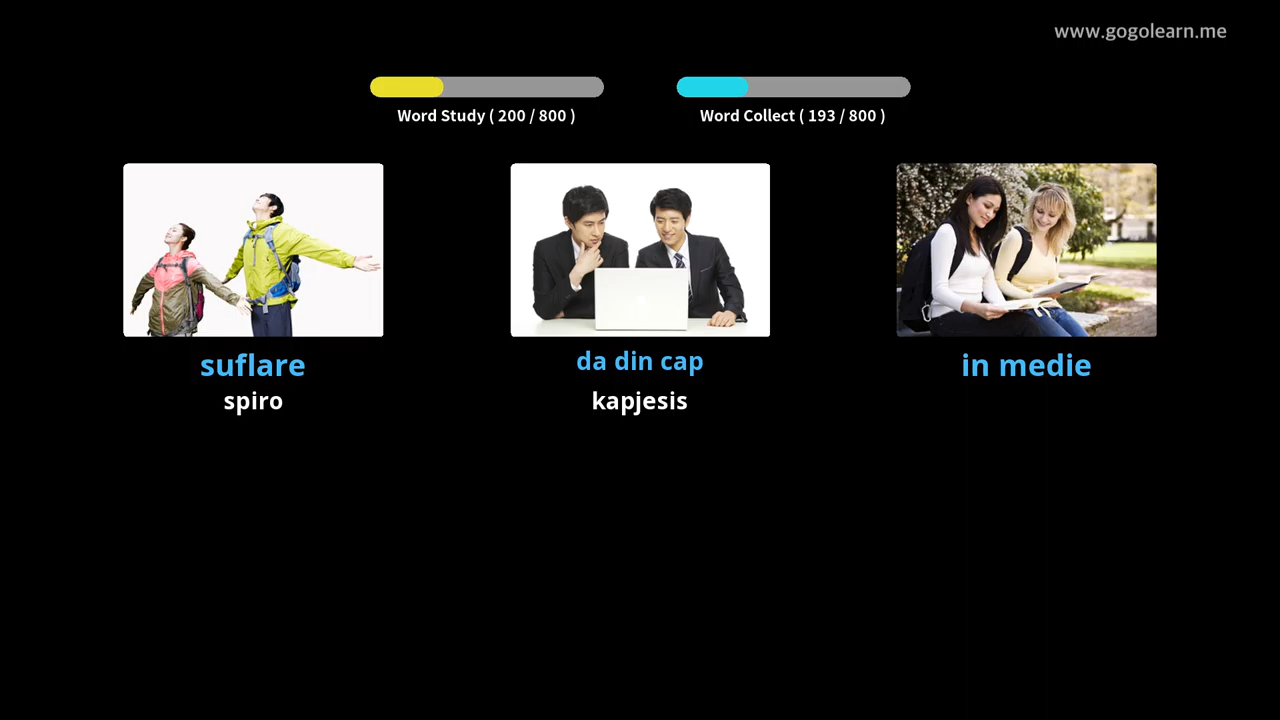 www.gogolearn.me
Word Study ( 200 / 800 )
Word Collect ( 193 / 800 )
suflare
spiro
da din cap
kapjesis
in medie